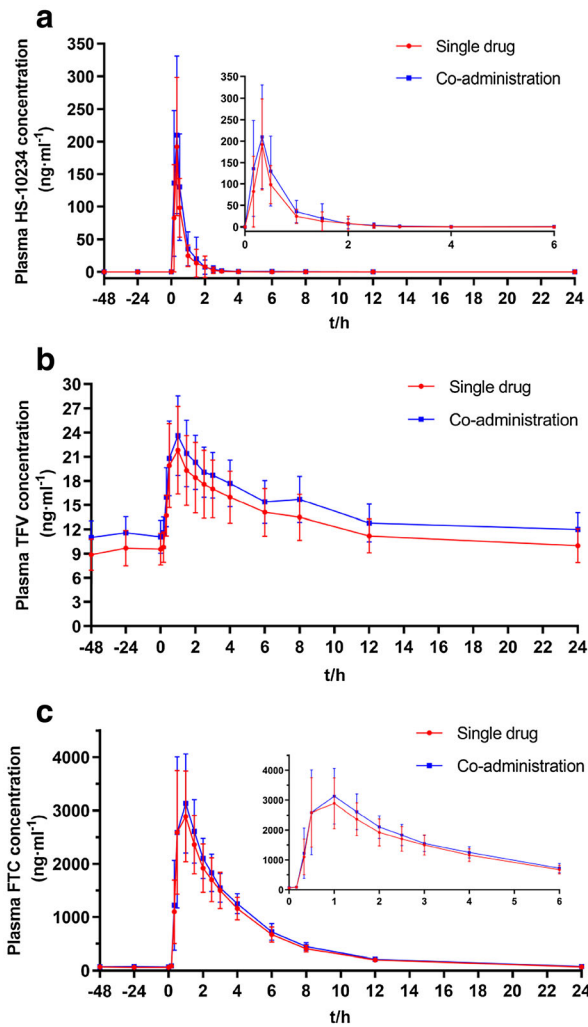 a
Plasma HS-10234 concentration
(ng·ml⁻¹)
350
300
250
200
150
100
50
0
-48 -24 0 2 4 6 8 10 12 14 16 18 20 22 24
t/h
Single drug
Co-administration
350
300
250
200
150
100
50
0
0 2 4 6
b
Plasma TFV concentration
(ng·ml⁻¹)
30
27
24
21
18
15
12
9
6
3
0
-48 -24 0 2 4 6 8 10 12 14 16 18 20 22 24
t/h
Single drug
Co-administration
c
Plasma FTC concentration
(ng·ml⁻¹)
4000
3000
2000
1000
0
-48 -24 0 2 4 6 8 10 12 14 16 18 20 22 24
t/h
Single drug
Co-administration
4000
3000
2000
1000
0
0 1 2 3 4 5 6